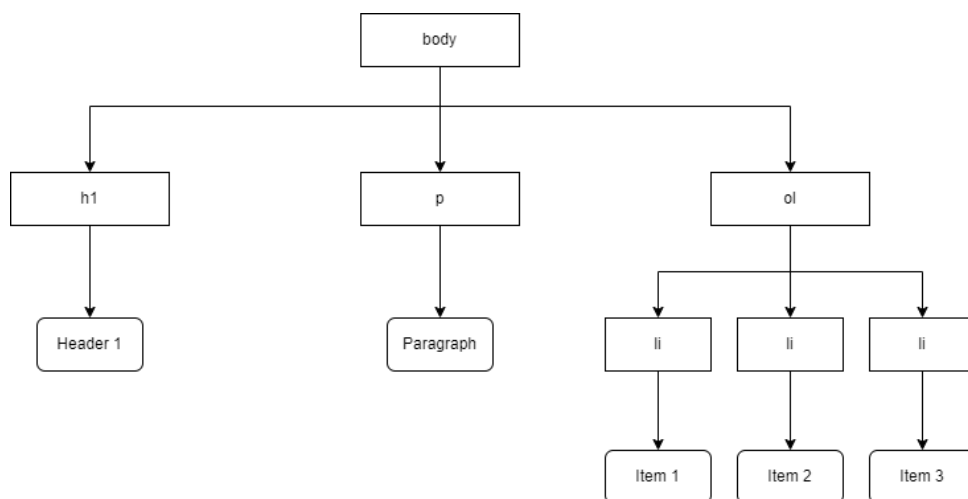 body
h1
p
ol
Header 1
Paragraph
li
li
li
Item 1
Item 2
Item 3